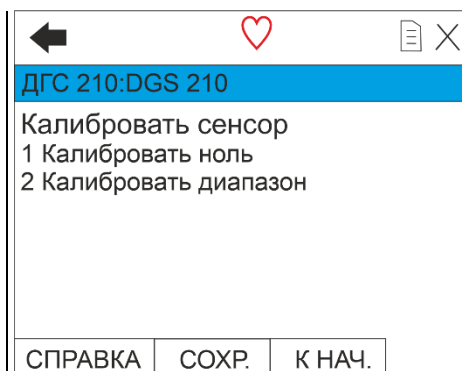 ДГС 210:DGS 210
Калибровать сенсор
1 Калибровать ноль
2 Калибровать диапазон
СПРАВКА СОХР. К НАЧ.